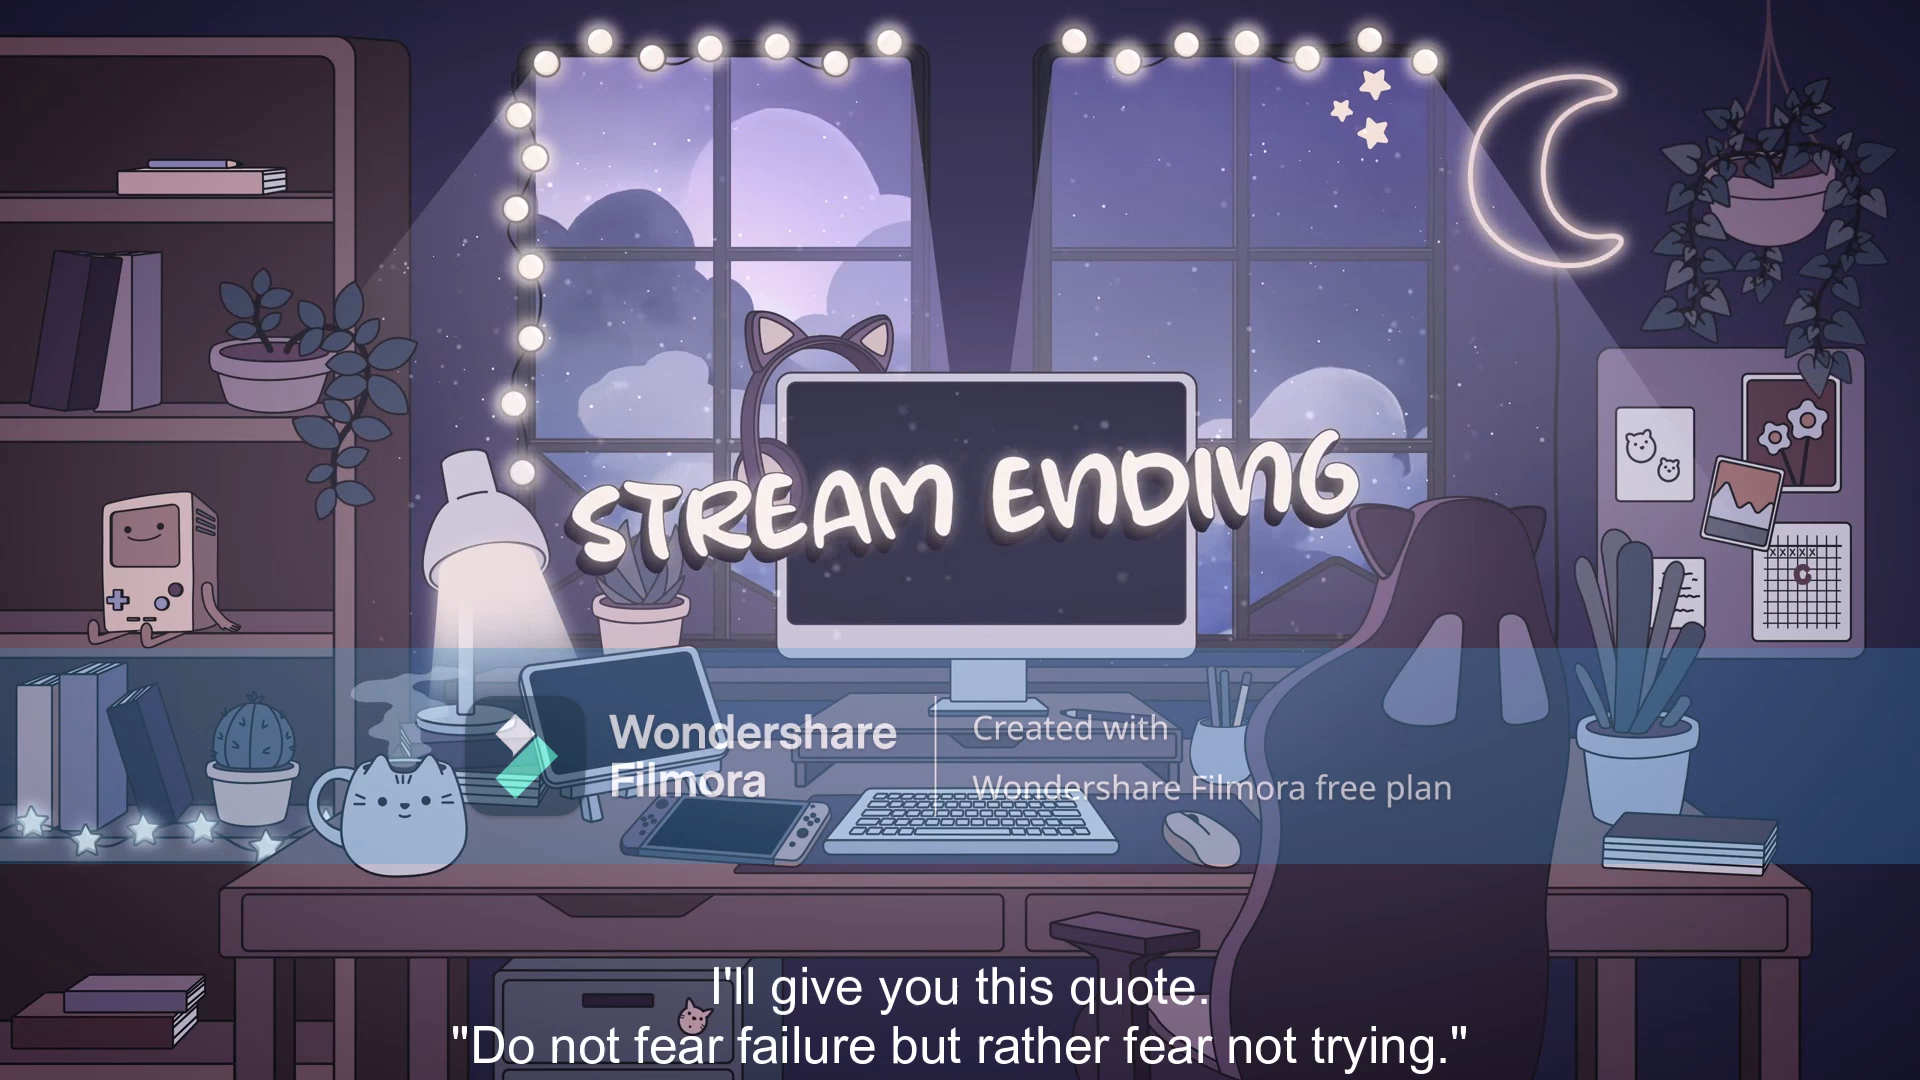 STREAM ENDING
Wondershare
Filmora
Created with
Wondershare Filmora free plan
I'll give you this quote.
"Do not fear failure but rather fear not trying."